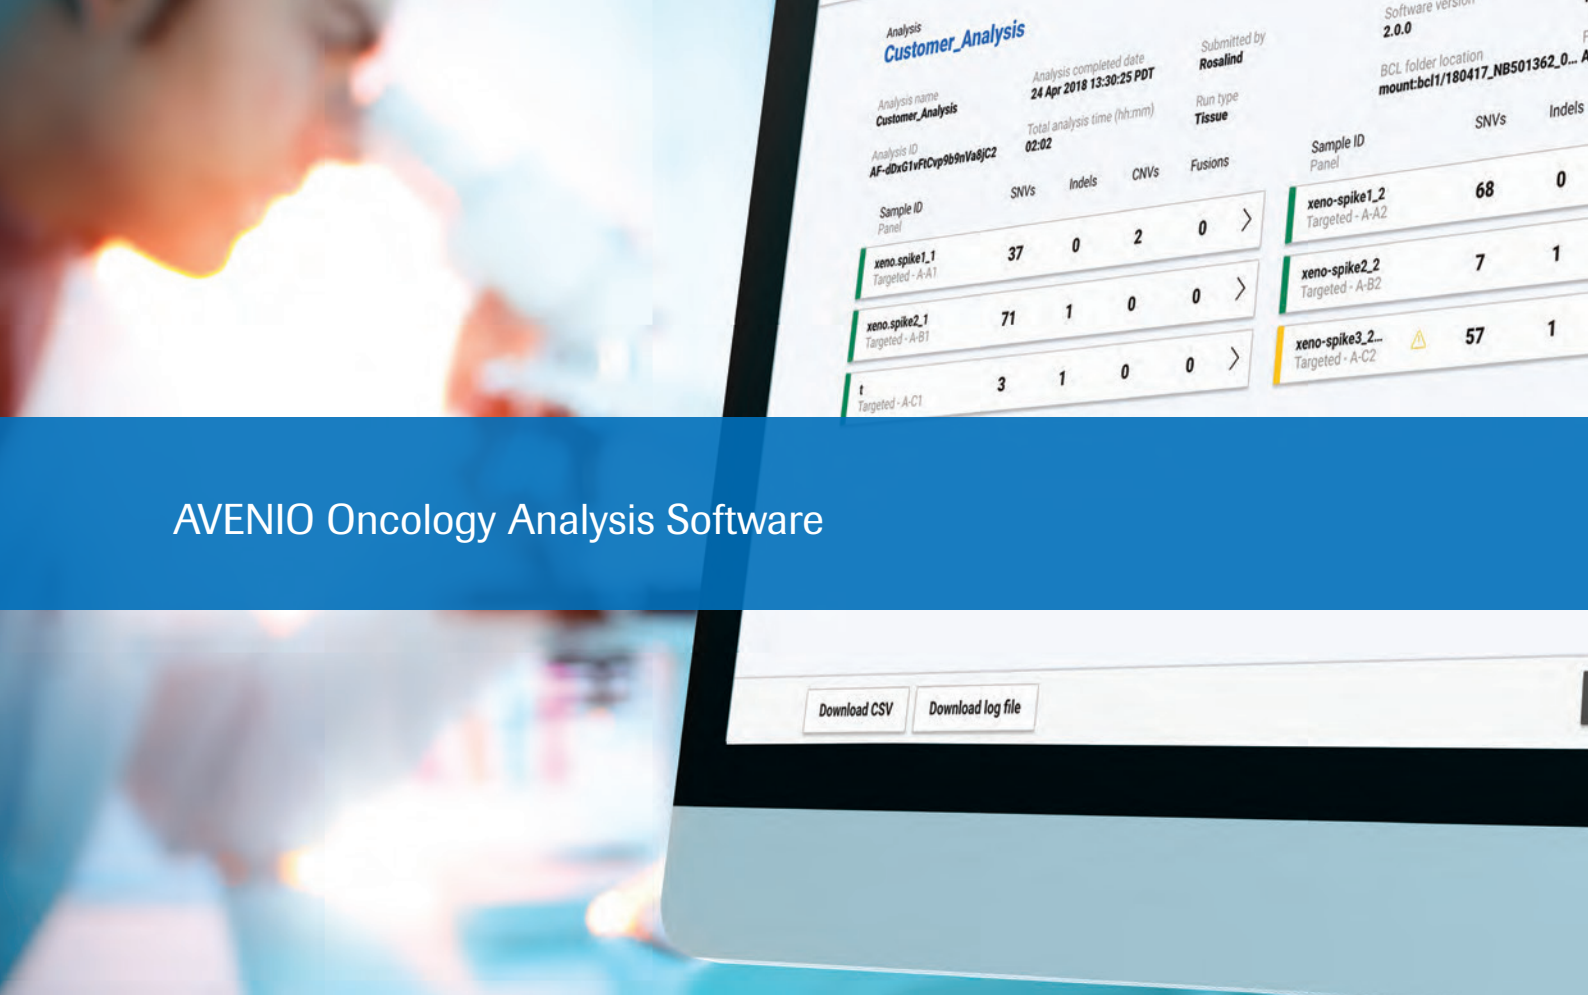 Analysis
Customer_Analysis
Analysis name
Customer_Analysis
Analysis completed date
24 Apr 2018 13:30:25 PDT
Submitted by
Rosalind
Software version
2.0.0
Analysis ID
AF-dDxG1vFtCvp9b9nVa8jC2
Total analysis time (hh:mm)
02:02
Run type
Tissue
BCL folder location
mount:bcl1/180417_NB501362_0...
Sample ID
Panel
SNVs
Indels
CNVs
Fusions
xeno.spike1_1
Targeted - A-A1
37 0 2 0
xeno.spike2_1
Targeted - A-B1
71 1 0 0
t
Targeted - A-C1
3 1 0 0
Sample ID
Panel
SNVs
Indels
xeno-spike1_2
Targeted - A-A2
68 0
xeno-spike2_2
Targeted - A-B2
7 1
xeno-spike3_2...
Targeted - A-C2
57 1
AVENIO Oncology Analysis Software
Download CSV
Download log file